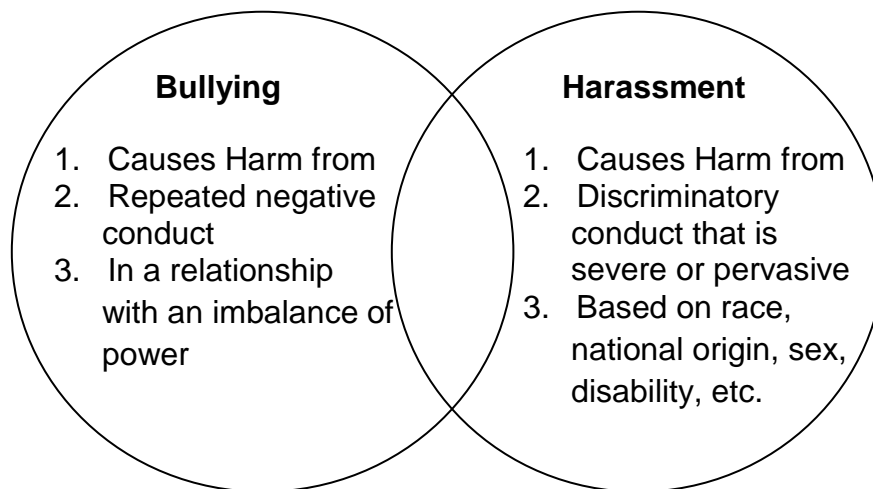 Bullying
1. Causes Harm from
2. Repeated negative
conduct
3. In a relationship
with an imbalance of
power
Harassment
1. Causes Harm from
2. Discriminatory
conduct that is
severe or pervasive
3. Based on race,
national origin, sex,
disability, etc.